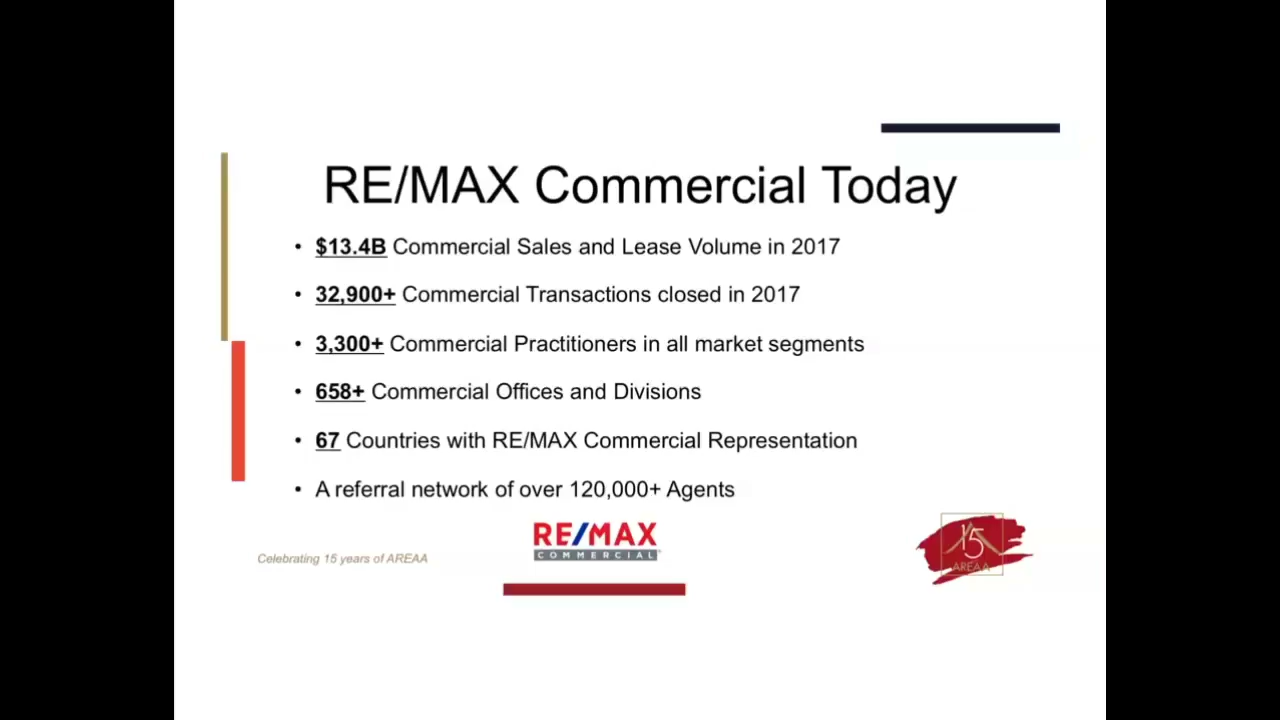 RE/MAX Commercial Today
• $13.4B Commercial Sales and Lease Volume in 2017
• 32,900+ Commercial Transactions closed in 2017
• 3,300+ Commercial Practitioners in all market segments
• 658+ Commercial Offices and Divisions
• 67 Countries with RE/MAX Commercial Representation
• A referral network of over 120,000+ Agents
RE/MAX
COMMERCIAL
Celebrating 15 years of AREAA
15
AREAA